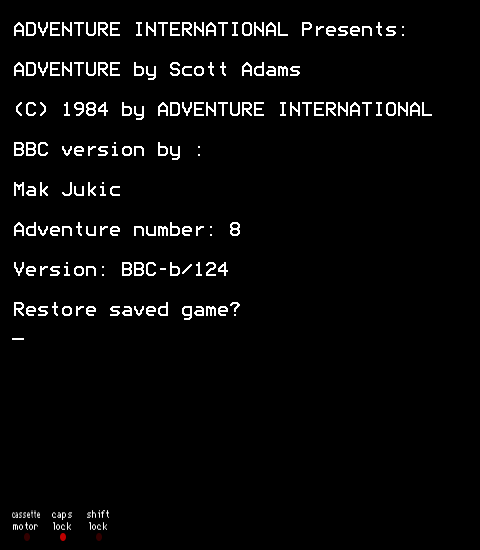 ADVENTURE INTERNATIONAL Presents:
ADVENTURE by Scott Adams
(C) 1984 by ADVENTURE INTERNATIONAL
BBC version by :
Mak Jukic
Adventure number: 8
Version: BBC-b/124
Restore saved game?
_
cassette motor caps lock shift lock